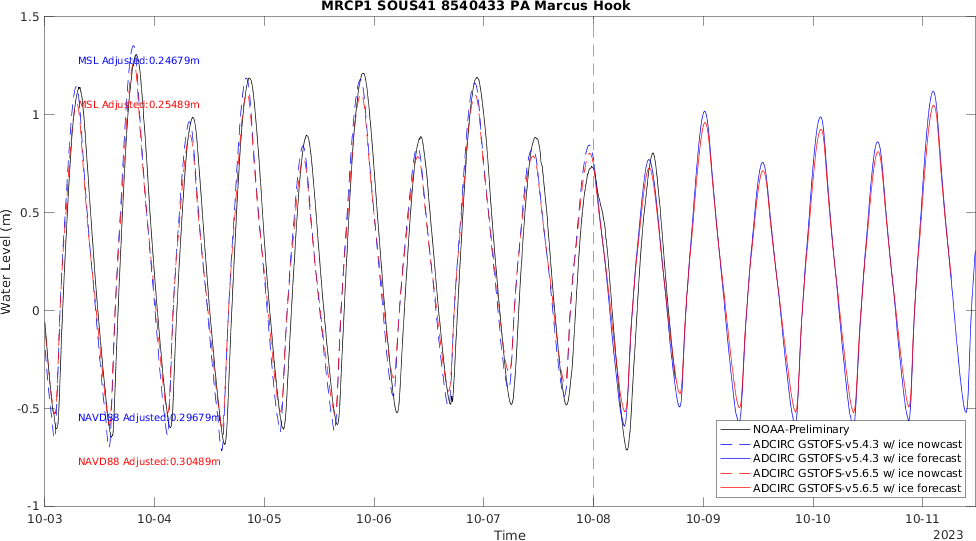 MRCP1 SOUS41 8540433 PA Marcus Hook
1.5
MSL Adjusted:0.24679m
MSL Adjusted:0.25489m
1
0.5
Water Level (m)
0
-0.5
NAVD88 Adjusted:0.29679m
NOAA-Preliminary
ADCIRC GSTOFS-v5.4.3 w/ ice nowcast
ADCIRC GSTOFS-v5.4.3 w/ ice forecast
ADCIRC GSTOFS-v5.6.5 w/ ice nowcast
ADCIRC GSTOFS-v5.6.5 w/ ice forecast
NAVD88 Adjusted:0.30489m
-1
10-03 10-04 10-05 10-06 10-07 10-08 10-09 10-10 10-11
Time
2023